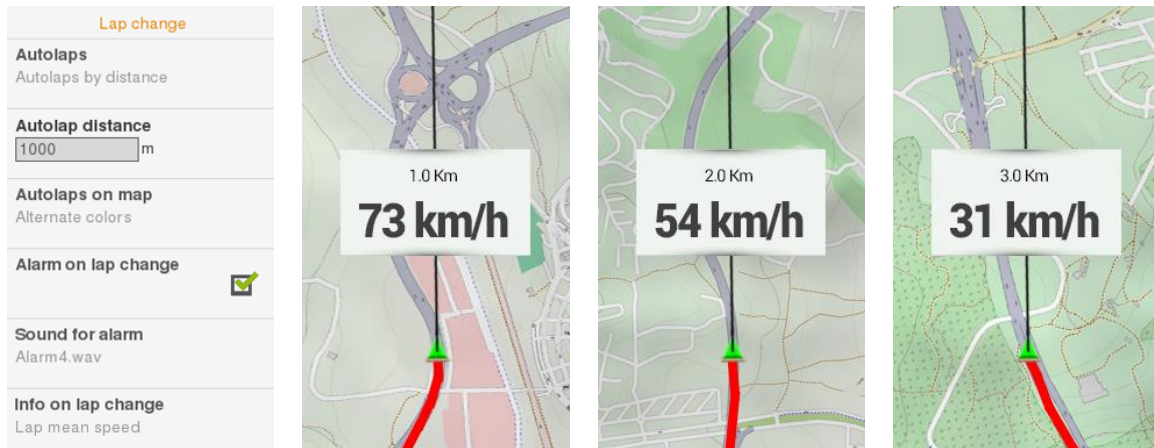 Lap change
Autolaps
Autolaps by distance
Autolap distance
1000 m
Autolaps on map
Alternate colors
Alarm on lap change
Sound for alarm
Alarm4.wav
Info on lap change
Lap mean speed
1.0 Km
73 km/h
2.0 Km
54 km/h
3.0 Km
31 km/h